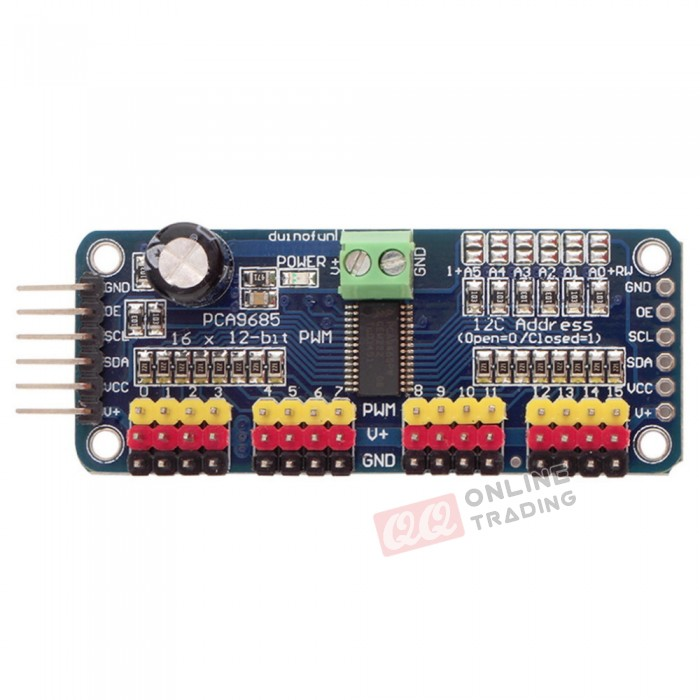 duinofun
POWER
V+
GND
1+A5 A4 A3 A2 A1 A0+RW
GND
OE
SCL
SDA
VCC
V+
PCA9685
16 x 12-bit PWM
I2C Address
(Open=0/Closed=1)
GND
OE
SCL
SDA
VCC
V+
0 1 2 3 4 5 6 7 8 9 10 11 12 13 14 15
PWM
V+
GND
QQ ONLINE
TRADING